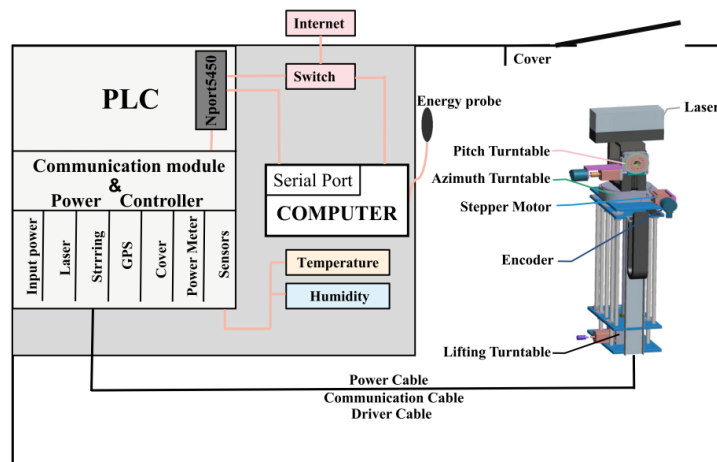 Internet
Switch
PLC
Nport5450
Cover
Energy probe
Laser
Pitch Turntable
Azimuth Turntable
Stepper Motor
Encoder
Lifting Turntable
Communication module
&
Power Controller
Serial Port
COMPUTER
Input power
Laser
Strrring
GPS
Cover
Power Meter
Sensors
Temperature
Humidity
Power Cable
Communication Cable
Driver Cable